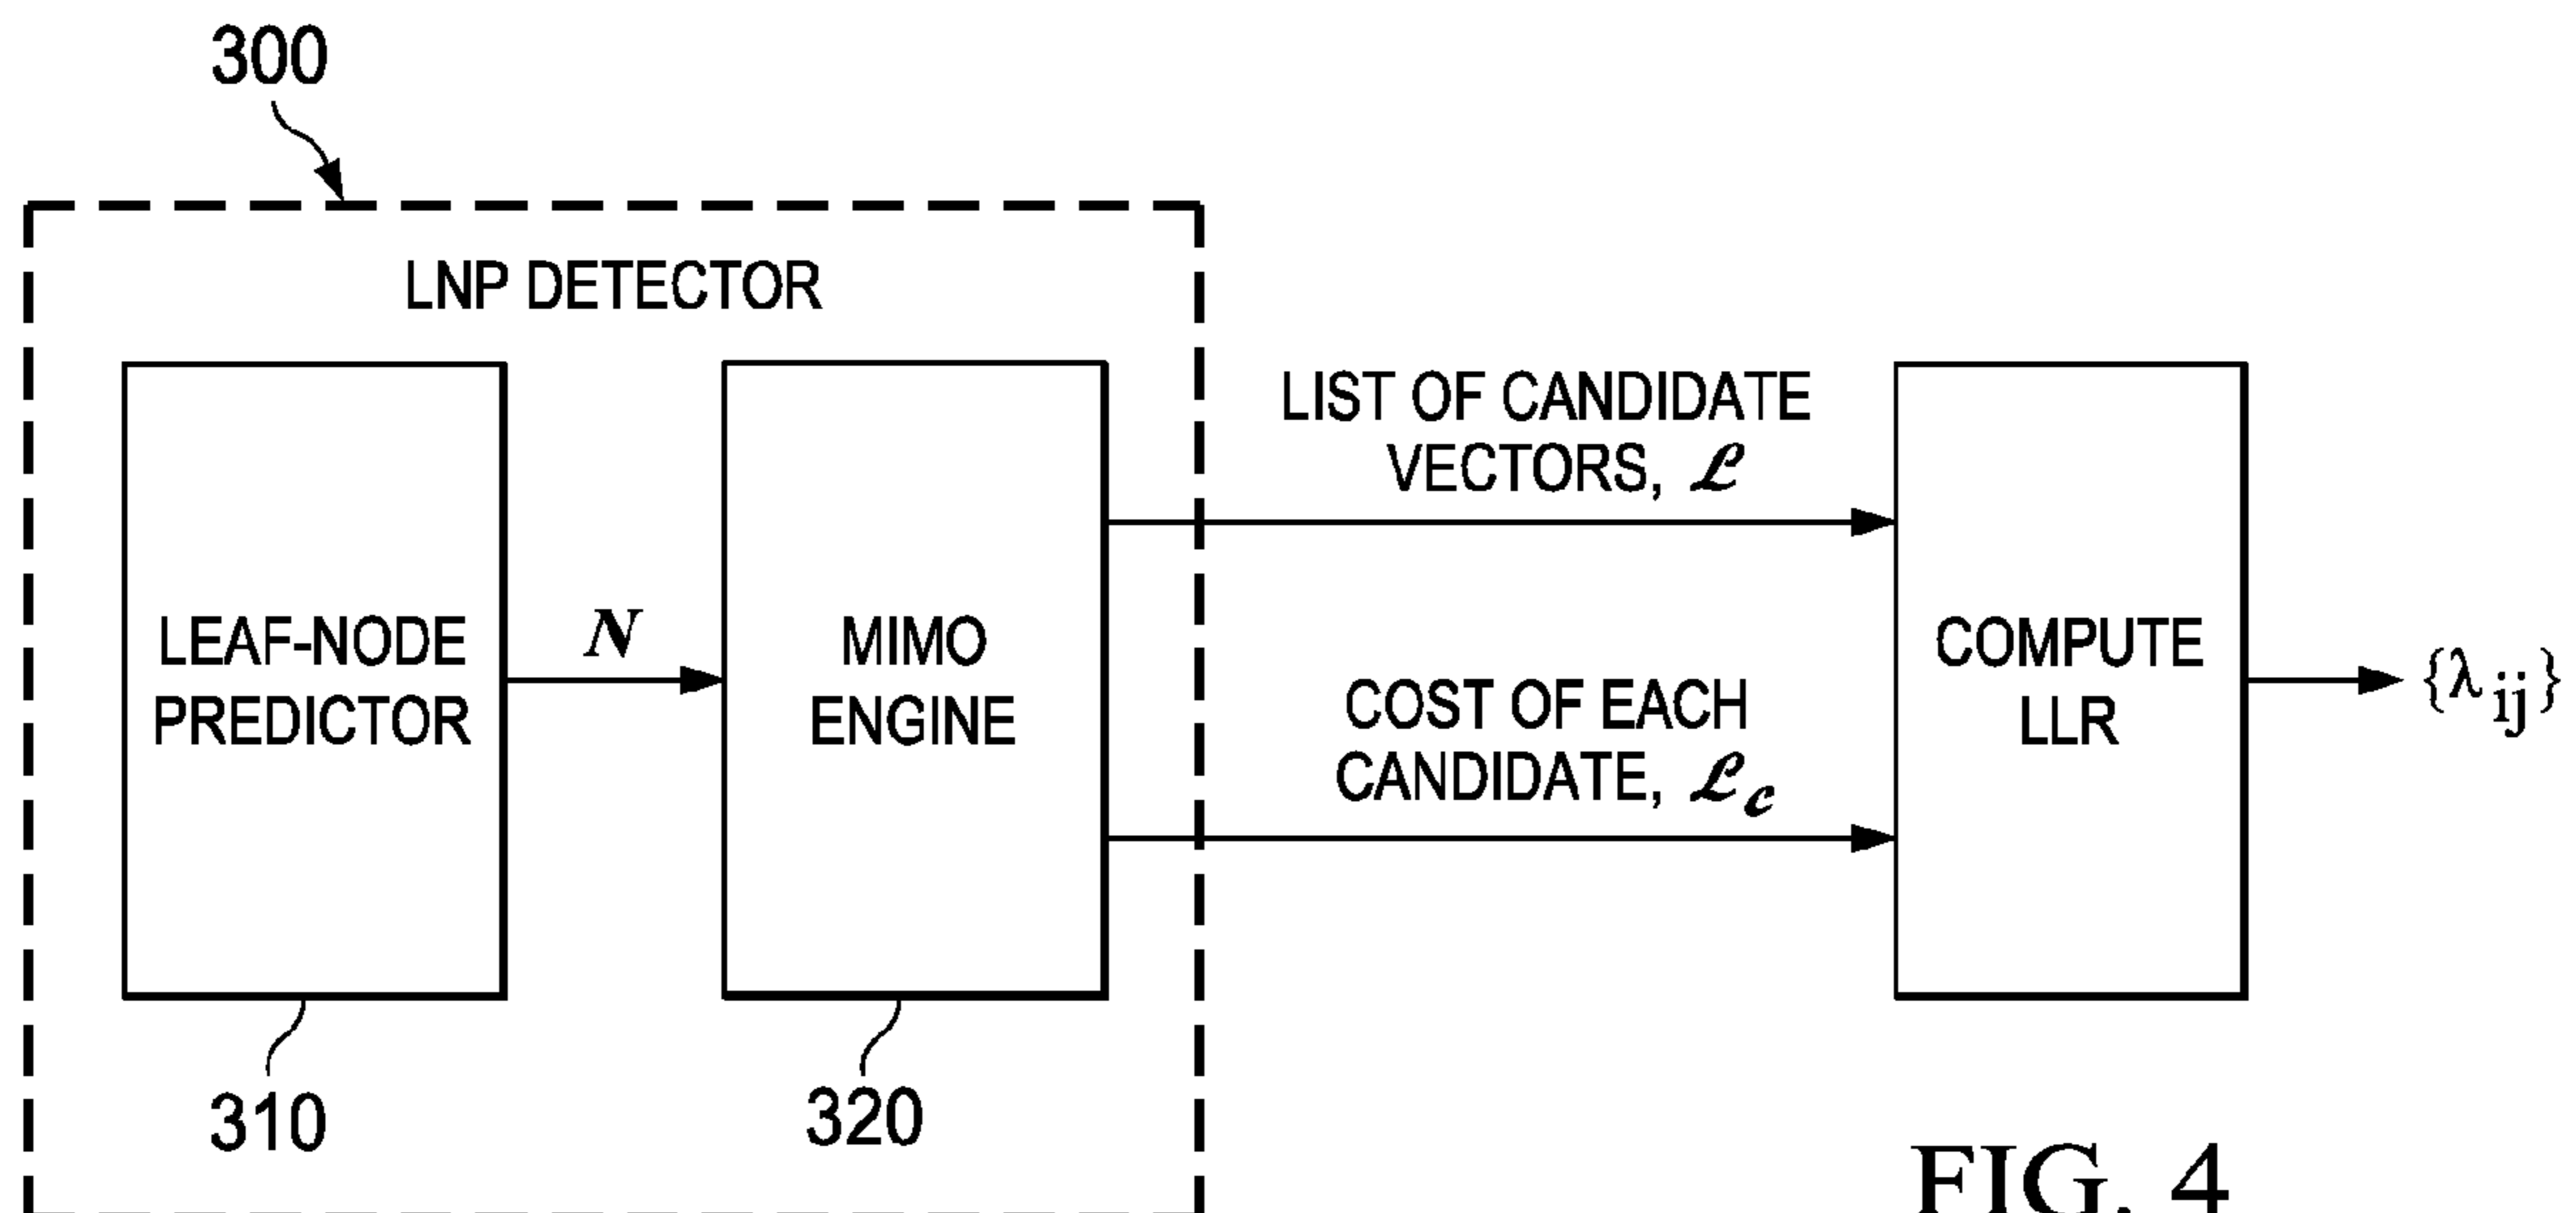 300
LNP DETECTOR
LEAF-NODE
PREDICTOR
N
MIMO
ENGINE
LIST OF CANDIDATE
VECTORS, ℒ
COST OF EACH
CANDIDATE, ℒc
COMPUTE
LLR
{λij}
310
320
FIG. 4